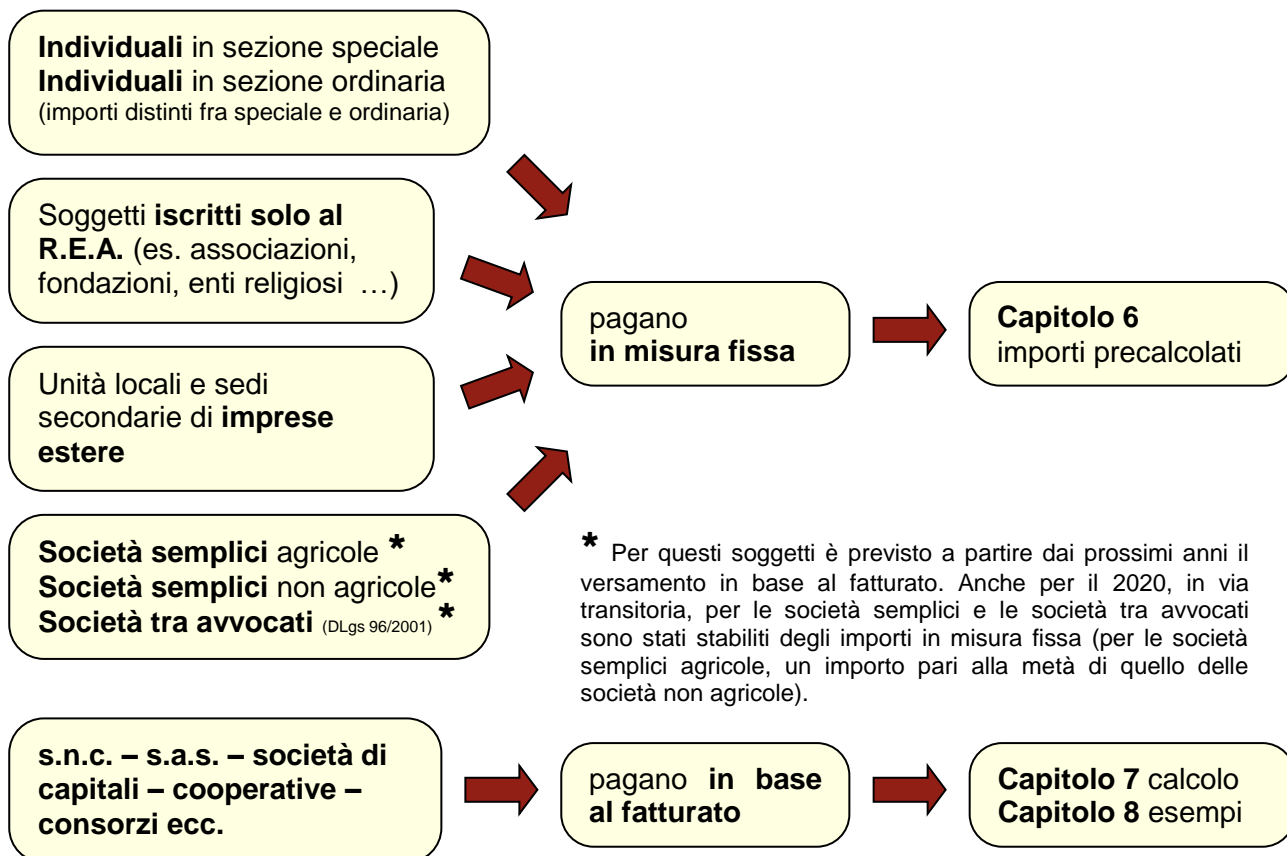 Individuali in sezione speciale
Individuali in sezione ordinaria
(importi distinti fra speciale e ordinaria)
Soggetti iscritti solo al
R.E.A. (es. associazioni,
fondazioni, enti religiosi …)
Unità locali e sedi
secondarie di imprese
estere
Società semplici agricole *
Società semplici non agricole*
Società tra avvocati (DLgs 96/2001) *
pagano
in misura fissa
Capitolo 6
importi precalcolati
* Per questi soggetti è previsto a partire dai prossimi anni il
versamento in base al fatturato. Anche per il 2020, in via
transitoria, per le società semplici e le società tra avvocati
sono stati stabiliti degli importi in misura fissa (per le società
semplici agricole, un importo pari alla metà di quello delle
società non agricole).
s.n.c. – s.a.s. – società di
capitali – cooperative –
consorzi ecc.
pagano in base
al fatturato
Capitolo 7 calcolo
Capitolo 8 esempi